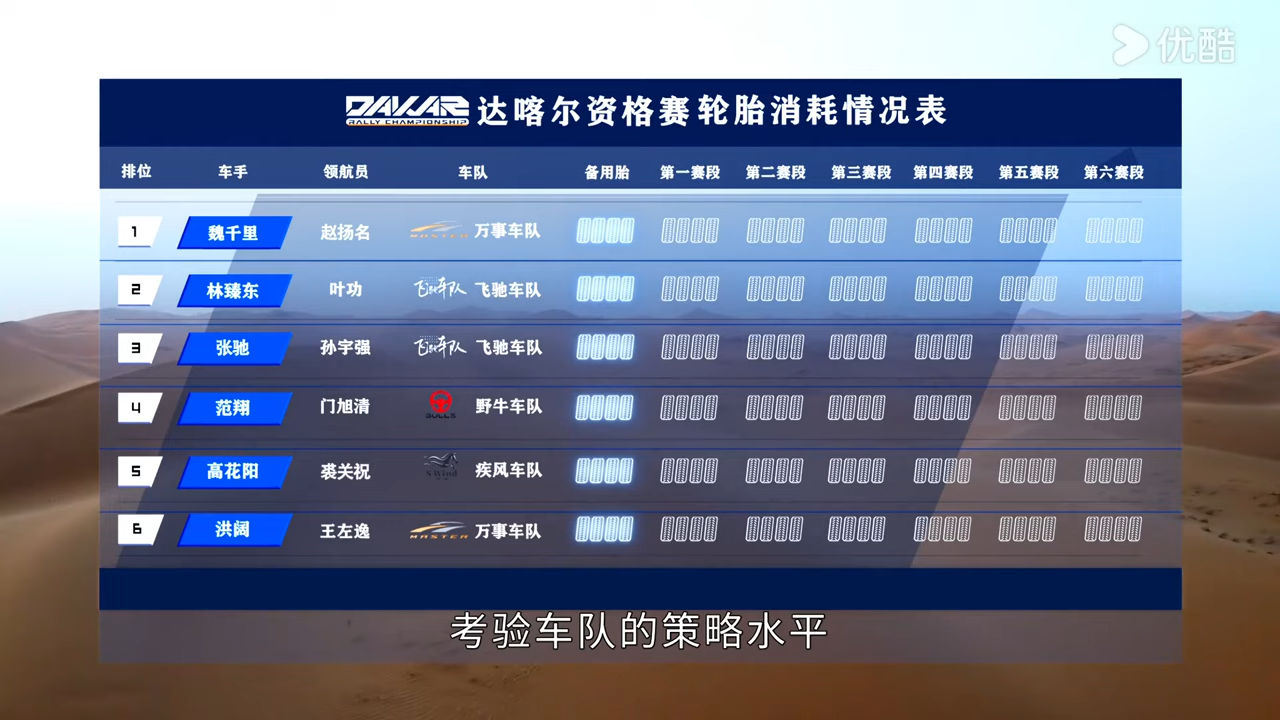 优酷
DAKAR RALLY CHAMPIONSHIP 达喀尔资格赛轮胎消耗情况表
排位 车手 领航员 车队 备用胎 第一赛段 第二赛段 第三赛段 第四赛段 第五赛段 第六赛段
1 魏千里 赵扬名 MASTER 万事车队
2 林臻东 叶功 飞驰车队 飞驰车队
3 张驰 孙宇强 飞驰车队 飞驰车队
4 范翔 门旭清 BULLS 野牛车队
5 高花阳 裘关祝 S-Wind 疾风车队
6 洪阔 王左逸 MASTER 万事车队
考验车队的策略水平